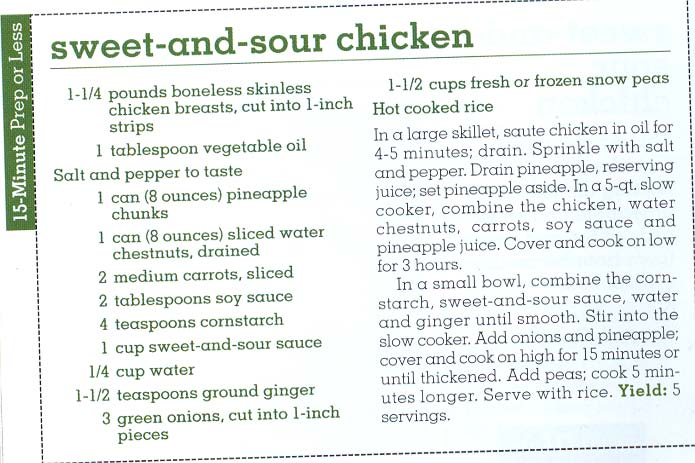 15-Minute Prep or Less
sweet-and-sour chicken
1-1/4 pounds boneless skinless
chicken breasts, cut into 1-inch
strips
1 tablespoon vegetable oil
Salt and pepper to taste
1 can (8 ounces) pineapple
chunks
1 can (8 ounces) sliced water
chestnuts, drained
2 medium carrots, sliced
2 tablespoons soy sauce
4 teaspoons cornstarch
1 cup sweet-and-sour sauce
1/4 cup water
1-1/2 teaspoons ground ginger
3 green onions, cut into 1-inch
pieces
1-1/2 cups fresh or frozen snow peas
Hot cooked rice
In a large skillet, saute chicken in oil for
4-5 minutes; drain. Sprinkle with salt
and pepper. Drain pineapple, reserving
juice; set pineapple aside. In a 5-qt. slow
cooker, combine the chicken, water
chestnuts, carrots, soy sauce and
pineapple juice. Cover and cook on low
for 3 hours.
In a small bowl, combine the corn-
starch, sweet-and-sour sauce, water
and ginger until smooth. Stir into the
slow cooker. Add onions and pineapple;
cover and cook on high for 15 minutes or
until thickened. Add peas; cook 5 min-
utes longer. Serve with rice. Yield: 5
servings.